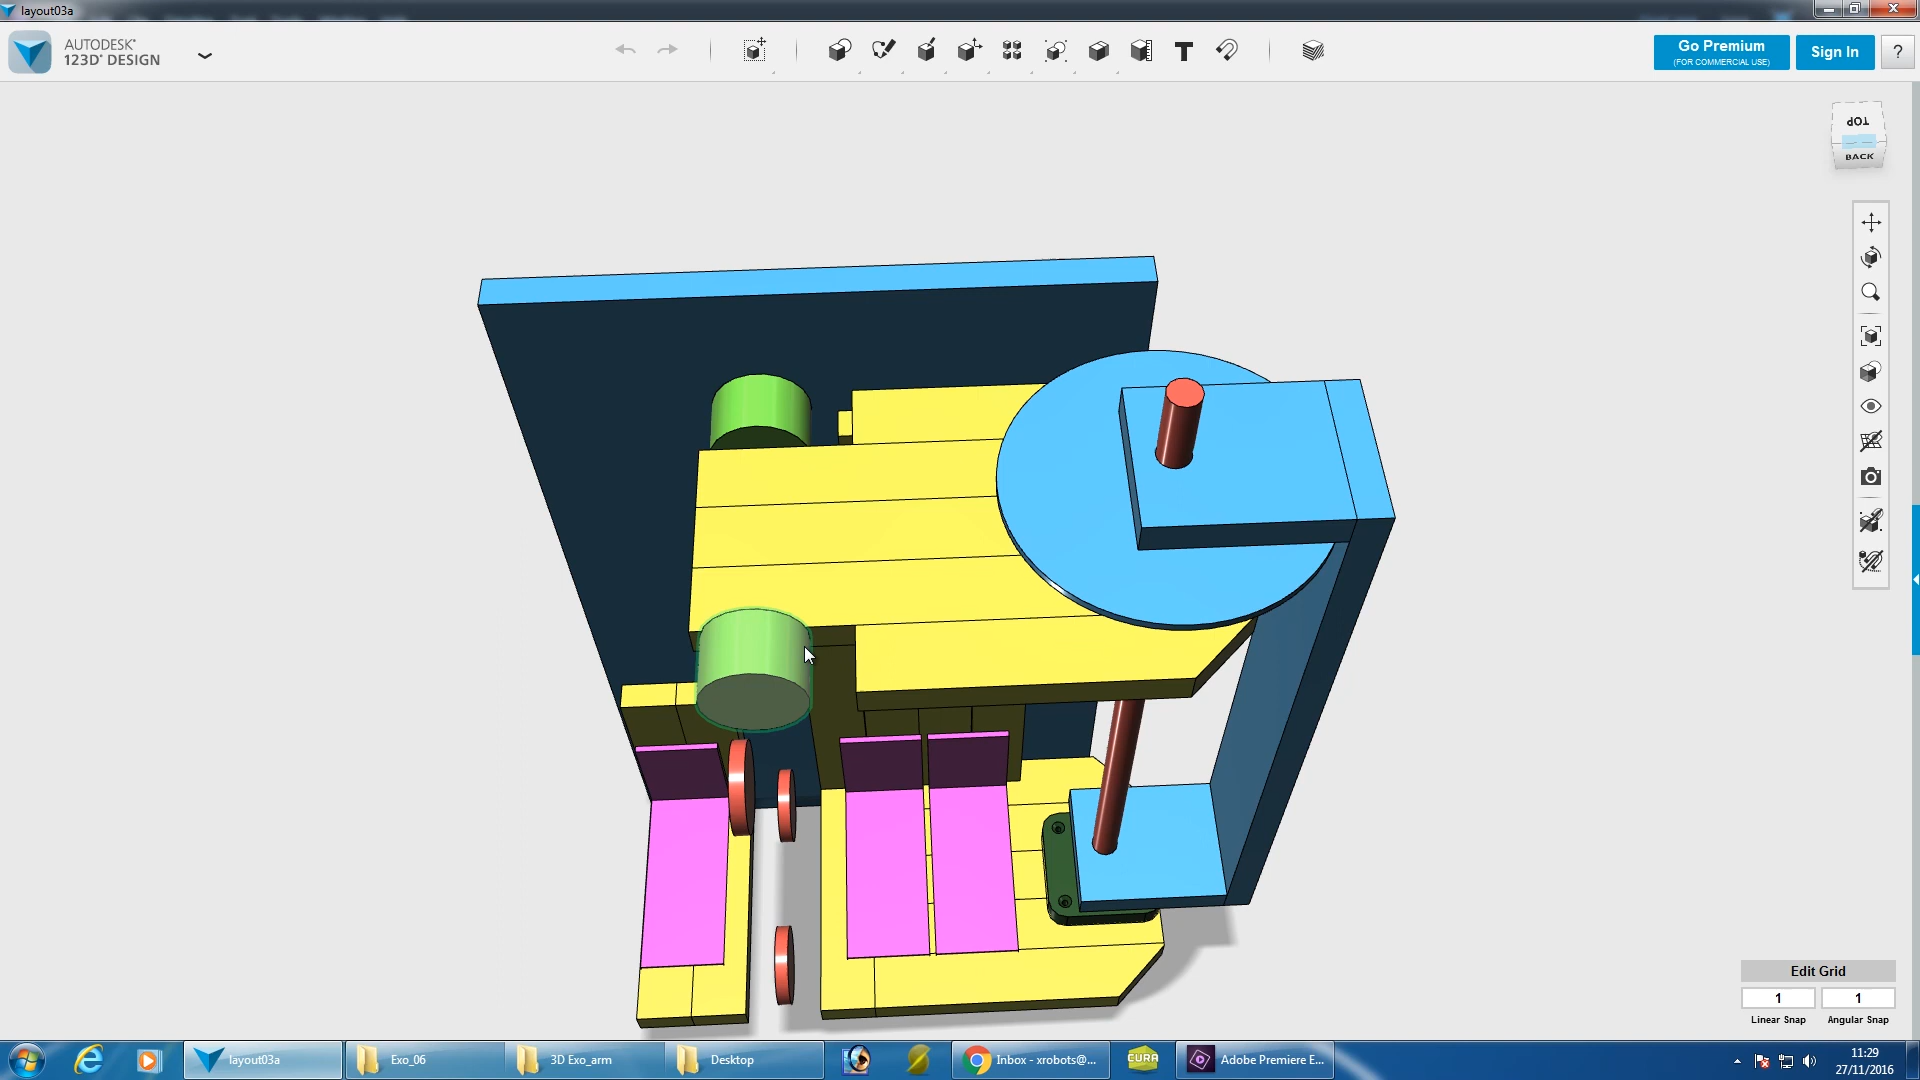 layout03a
AUTODESK®
123D® DESIGN
Go Premium
(FOR COMMERCIAL USE)
Sign In
?
TOP
BACK
Edit Grid
1
1
Linear Snap
Angular Snap
layout03a
Exo_06
3D Exo_arm
Desktop
Inbox - xrobots@...
CURA
Adobe Premiere E...
11:29
27/11/2016